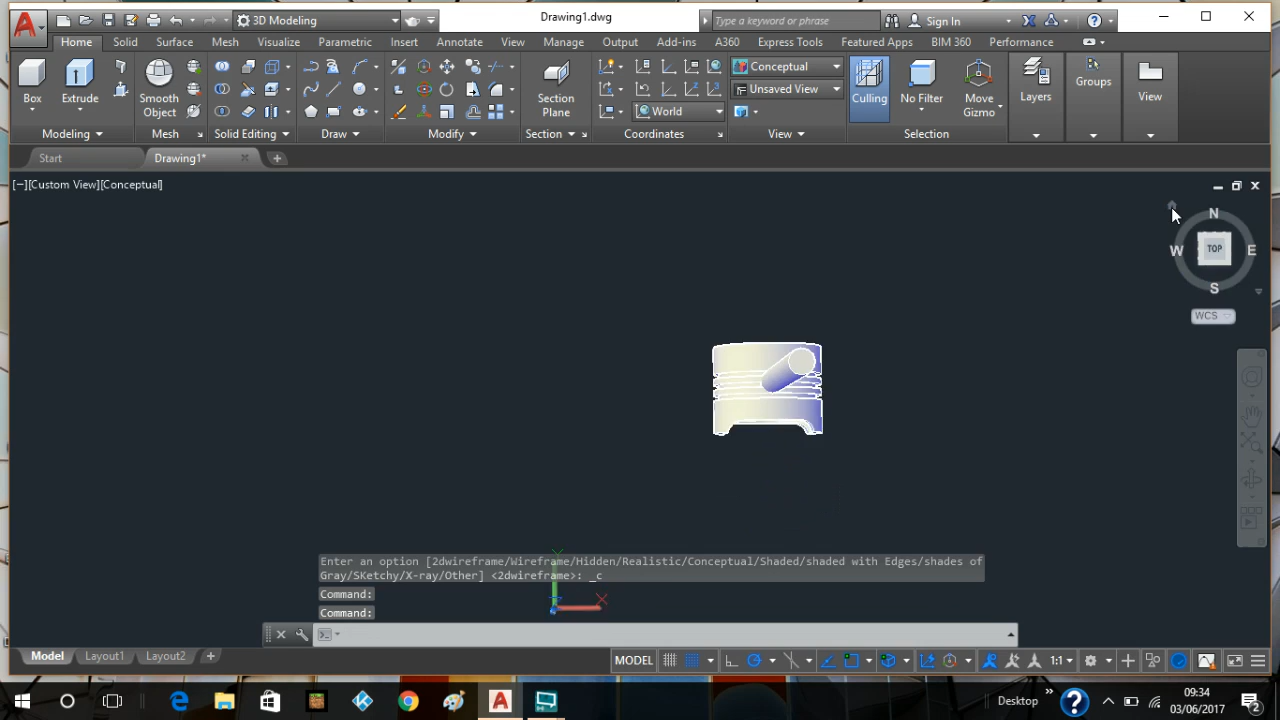 A 3D Modeling Drawing1.dwg Type a keyword or phrase Sign In
Home Solid Surface Mesh Visualize Parametric Insert Annotate View Manage Output Add-ins A360 Express Tools Featured Apps BIM 360 Performance
Conceptual
Unsaved View
World
Box Extrude Smooth Object Section Plane Culling No Filter Move Gizmo Layers Groups View
Modeling Mesh Solid Editing Draw Modify Section Coordinates View Selection
Start Drawing1*
[−][Custom View][Conceptual]
N
W TOP E
S
WCS
Enter an option [2dwireframe/Wireframe/Hidden/Realistic/Conceptual/Shaded/shaded with Edges/shades of
Gray/SKetchy/X-ray/Other] <2dwireframe>: _c
Command:
Command:
Model Layout1 Layout2 MODEL 1:1
Desktop 09:34
03/06/2017 2